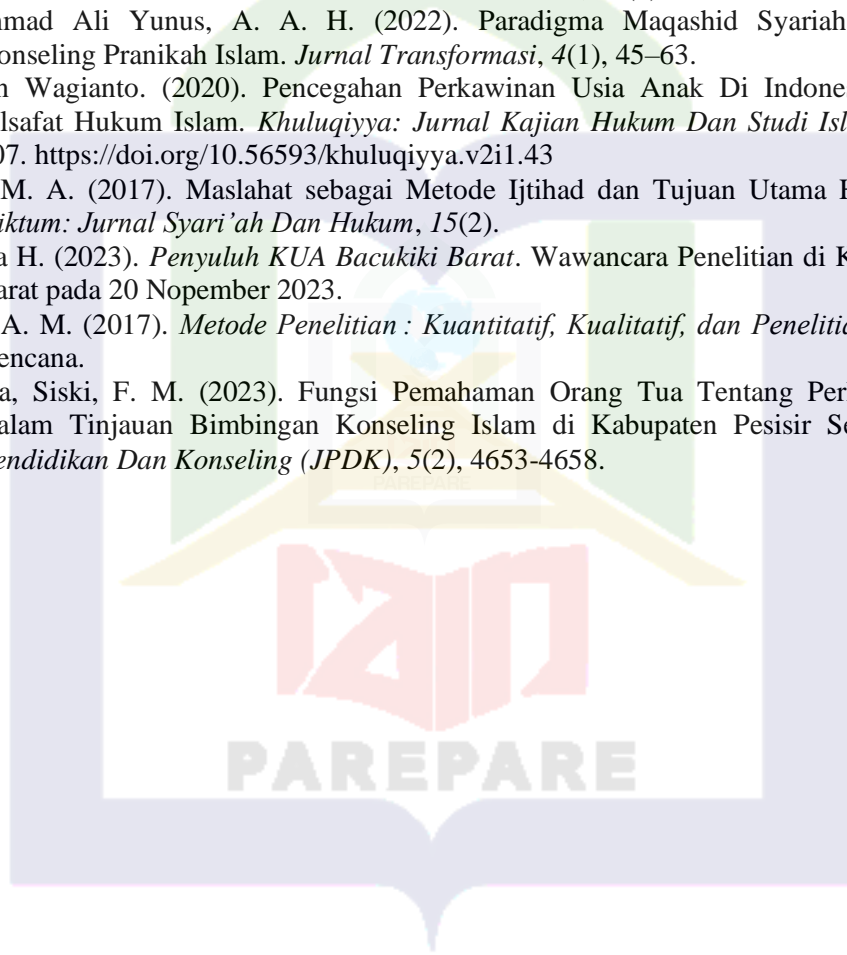 mad Ali Yunus, A. A. H. (2022). Paradigma Maqashid Syariah
onseling Pranikah Islam. Jurnal Transformasi, 4(1), 45–63.
n Wagianto. (2020). Pencegahan Perkawinan Usia Anak Di Indone
lsafat Hukum Islam. Khuluqiyya: Jurnal Kajian Hukum Dan Studi Isl
07. https://doi.org/10.56593/khuluqiyya.v2i1.43
M. A. (2017). Maslahat sebagai Metode Ijtihad dan Tujuan Utama H
iktum: Jurnal Syari’ah Dan Hukum, 15(2).
a H. (2023). Penyuluh KUA Bacukiki Barat. Wawancara Penelitian di K
arat pada 20 Nopember 2023.
A. M. (2017). Metode Penelitian : Kuantitatif, Kualitatif, dan Peneliti
encana.
a, Siski, F. M. (2023). Fungsi Pemahaman Orang Tua Tentang Per
alam Tinjauan Bimbingan Konseling Islam di Kabupaten Pesisir Se
endidikan Dan Konseling (JPDK), 5(2), 4653-4658.
PAREPARE
iain
PAREPARE